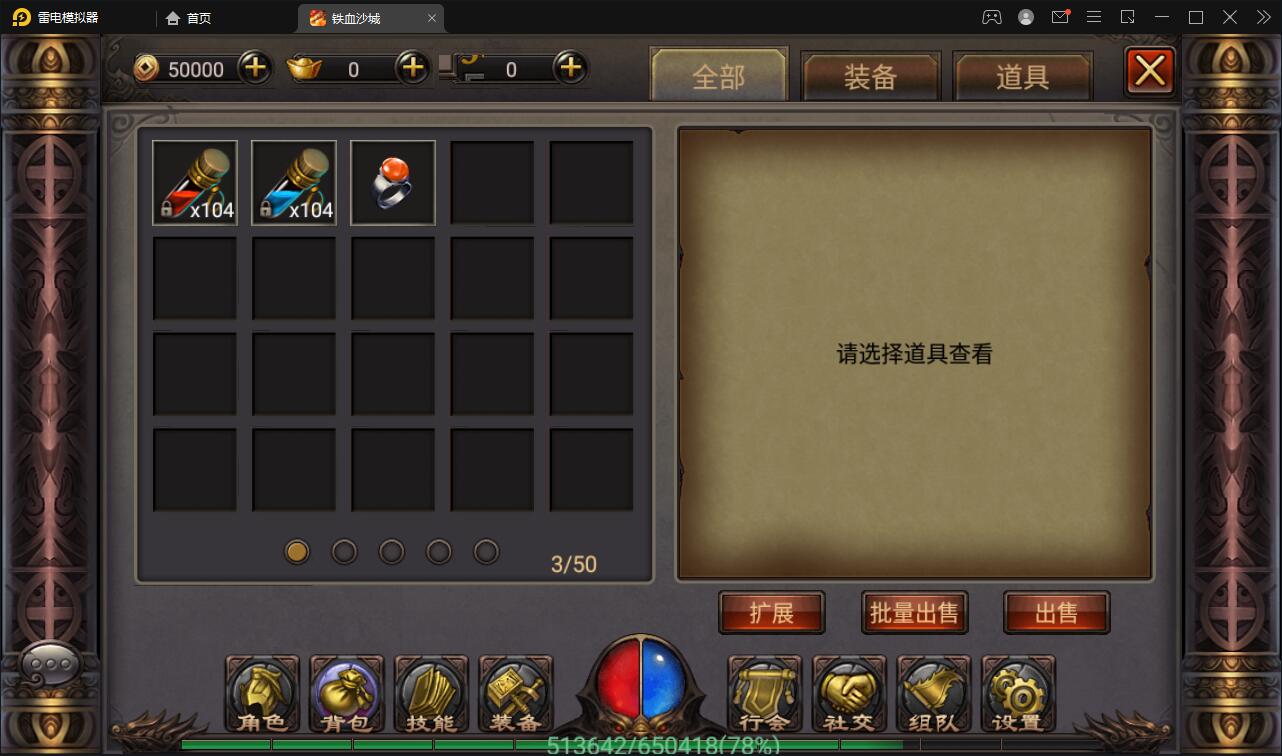 雷电模拟器
首页
铁血沙城
50000
0
0
全部
装备
道具
x104
x104
请选择道具查看
3/50
扩展
批量出售
出售
角色
背包
技能
装备
行会
社交
组队
设置
513642/650418(78%)